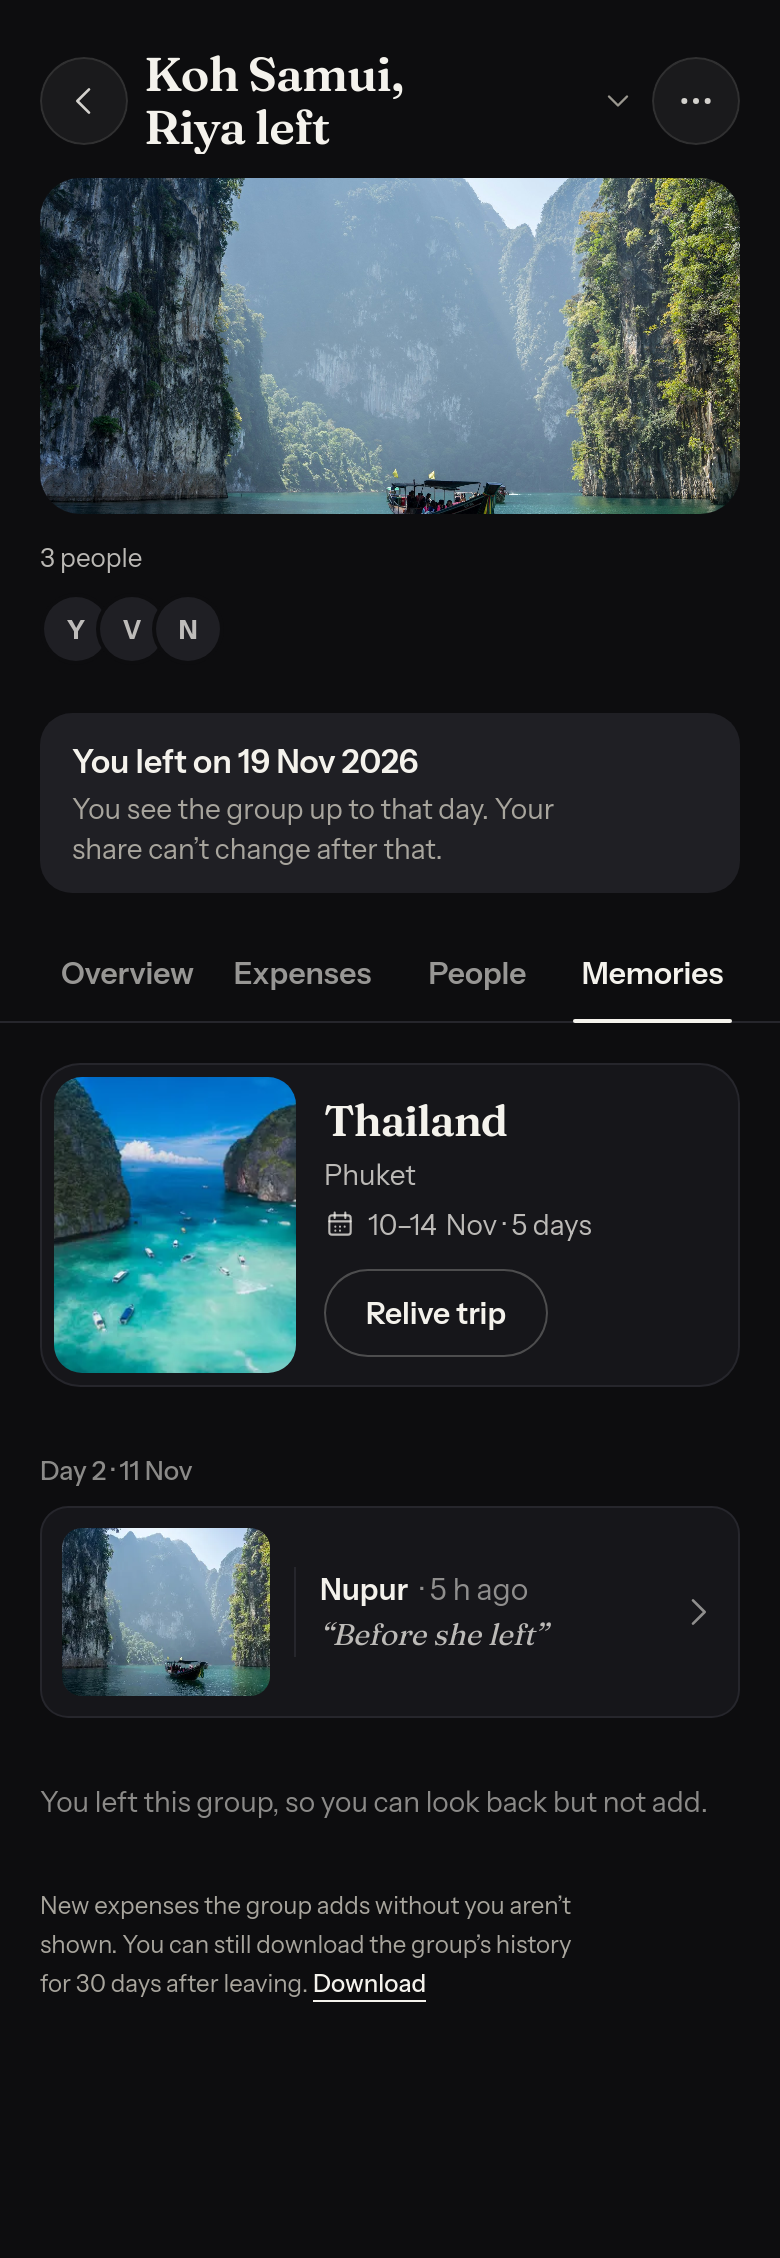 Koh Samui,
Riya left
3 people
Y V N
You left on 19 Nov 2026
You see the group up to that day. Your
share can’t change after that.
Overview Expenses People Memories
Thailand
Phuket
10–14 Nov · 5 days
Relive trip
Day 2 · 11 Nov
Nupur · 5 h ago
“Before she left”
You left this group, so you can look back but not add.
New expenses the group adds without you aren’t
shown. You can still download the group’s history
for 30 days after leaving. Download